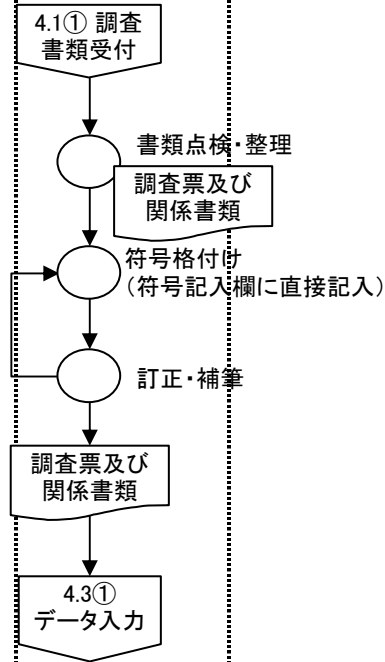 4.1① 調査
書類受付
書類点検・整理
調査票及び
関係書類
符号格付け
(符号記入欄に直接記入)
訂正・補筆
調査票及び
関係書類
4.3①
データ入力